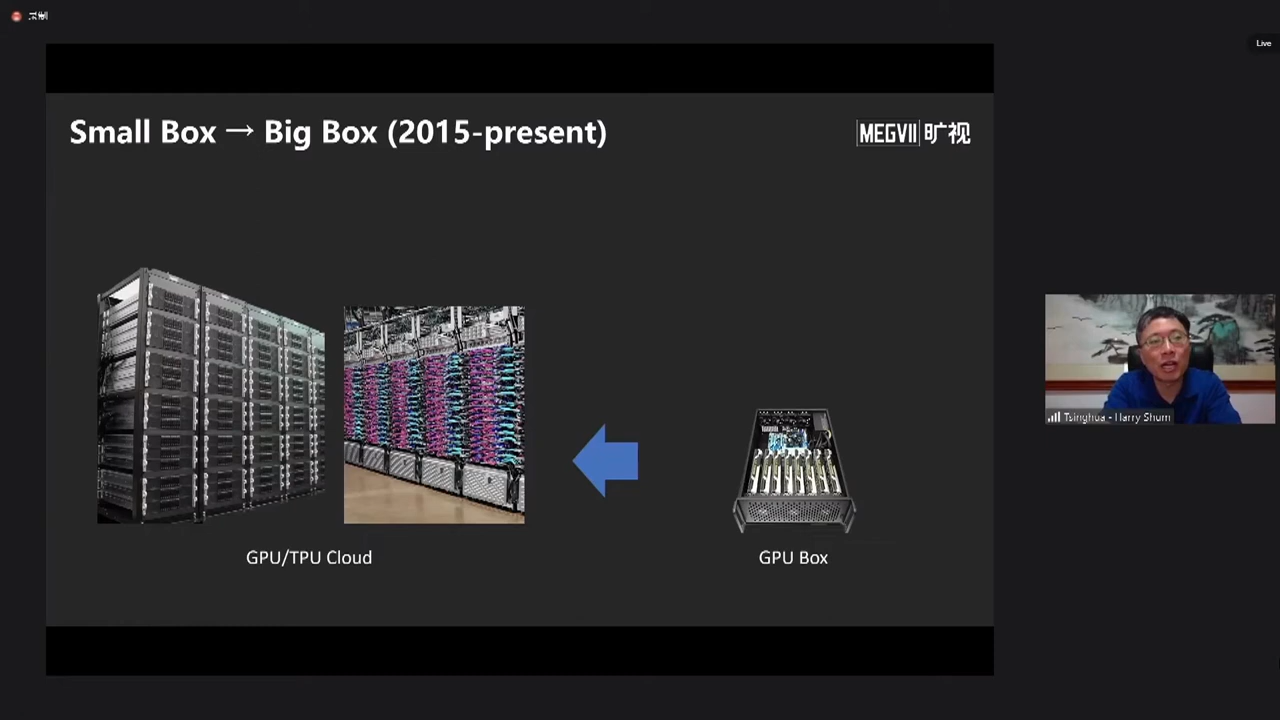 Live
Small Box → Big Box (2015-present)
MEGVII 旷视
GPU/TPU Cloud
GPU Box
Tsinghua - Harry Shum